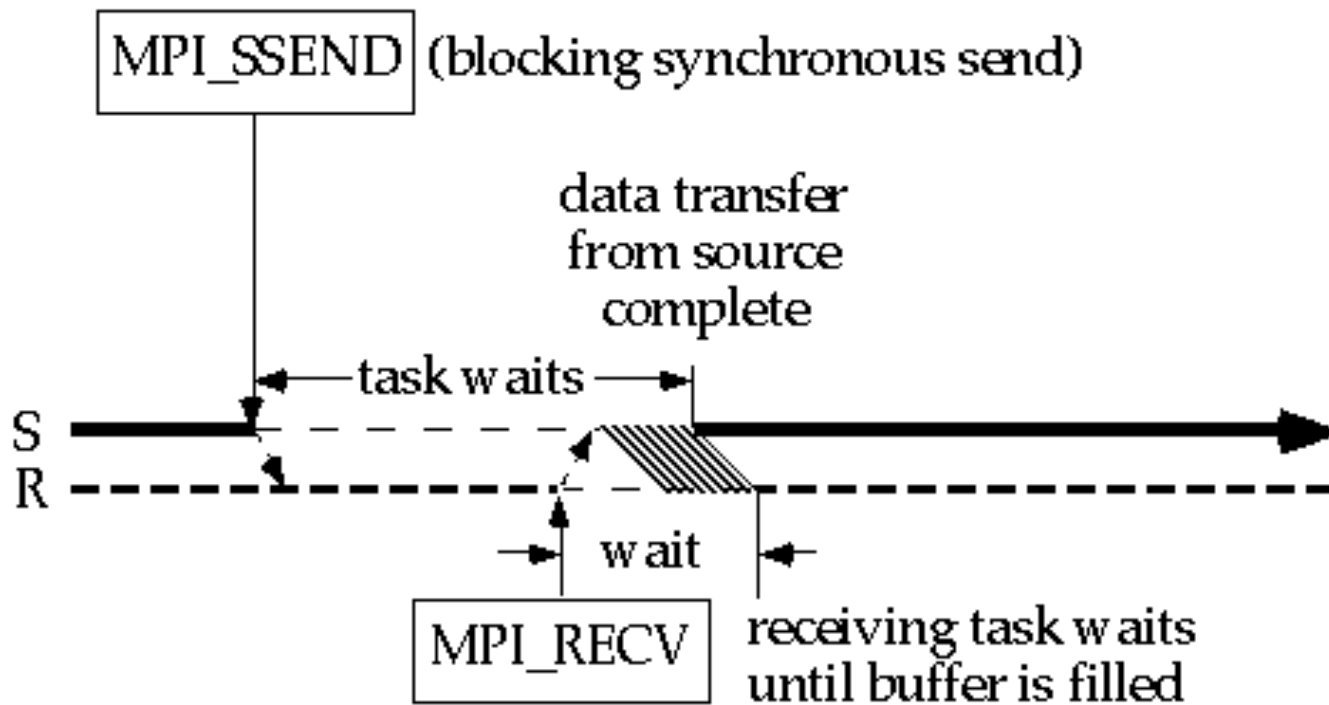 MPI_SSEND (blocking synchronous send)
data transfer
from source
complete
task waits
S
R
wait
MPI_RECV
receiving task waits
until buffer is filled